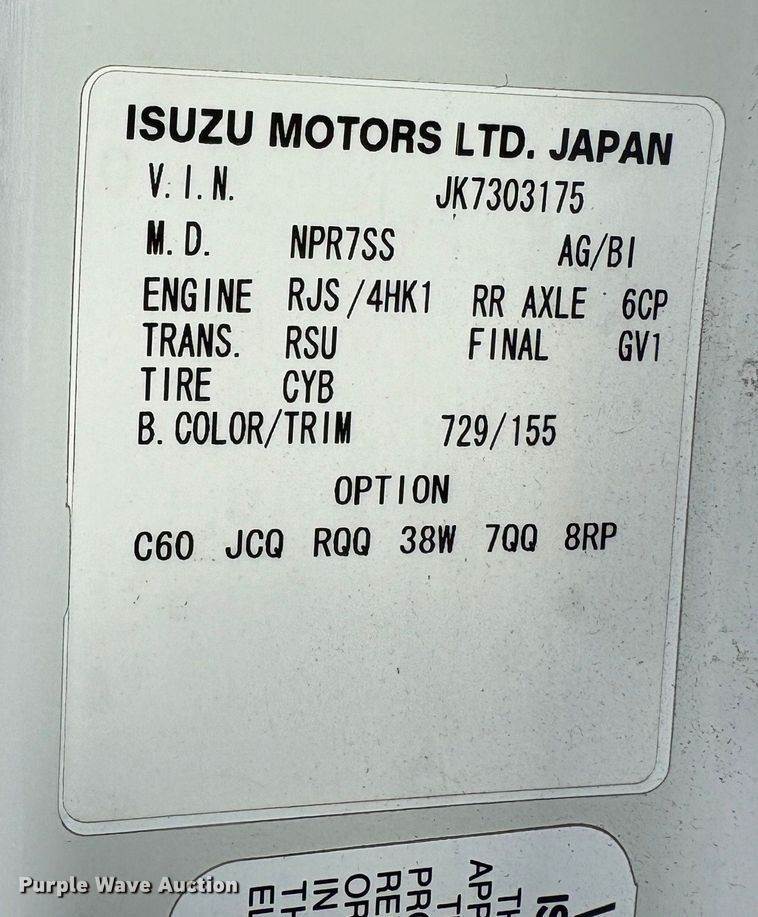 ISUZU MOTORS LTD. JAPAN
V.I.N. JK7303175
M.D. NPR7SS AG/BI
ENGINE RJS/4HK1 RR AXLE 6CP
TRANS. RSU FINAL GV1
TIRE CYB
B.COLOR/TRIM 729/155
OPTION
C60 JCQ RQQ 38W 7QQ 8RP
Purple Wave Auction